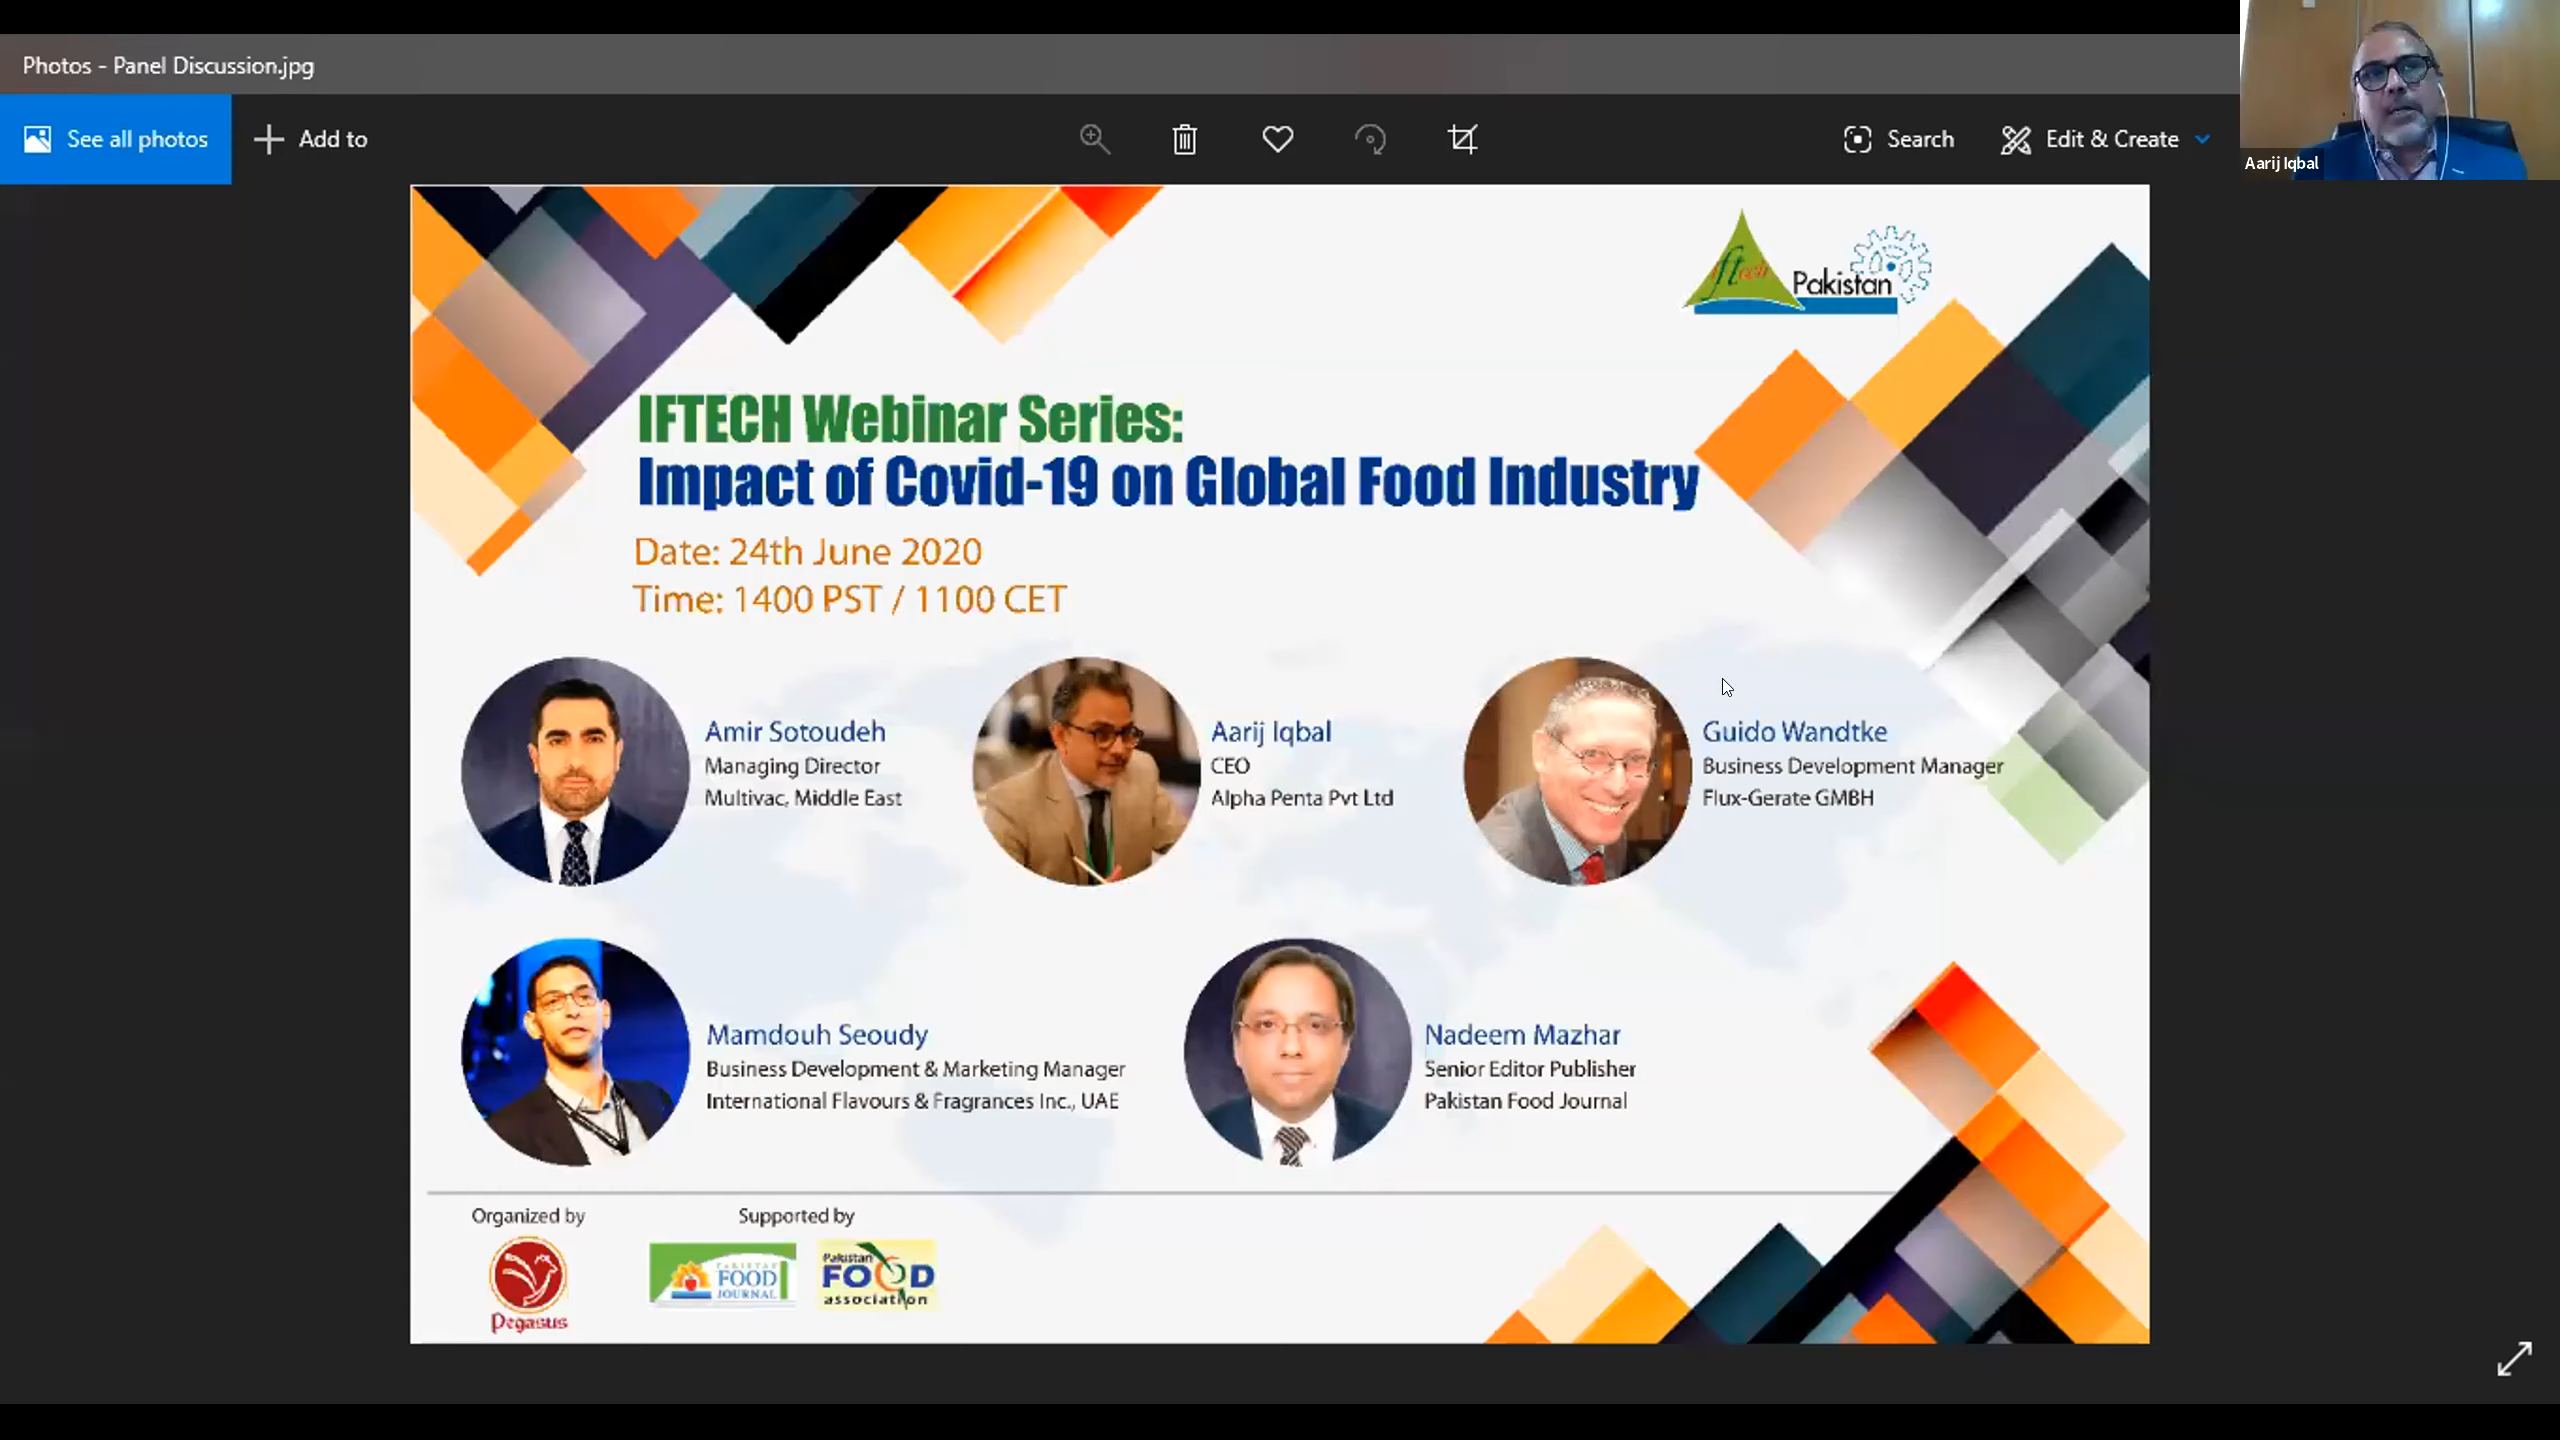 Photos - Panel Discussion.jpg
See all photos
Add to
Search
Edit & Create
Aarij Iqbal
iftech
Pakistan
IFTECH Webinar Series:
Impact of Covid-19 on Global Food Industry
Date: 24th June 2020
Time: 1400 PST / 1100 CET
Amir Sotoudeh
Managing Director
Multivac, Middle East
Aarij Iqbal
CEO
Alpha Penta Pvt Ltd
Guido Wandtke
Business Development Manager
Flux-Gerate GMBH
Mamdouh Seoudy
Business Development & Marketing Manager
International Flavours & Fragrances Inc., UAE
Nadeem Mazhar
Senior Editor Publisher
Pakistan Food Journal
Organized by
Supported by
Pegasus
PAKISTAN
FOOD
JOURNAL
Pakistan
FOOD
association